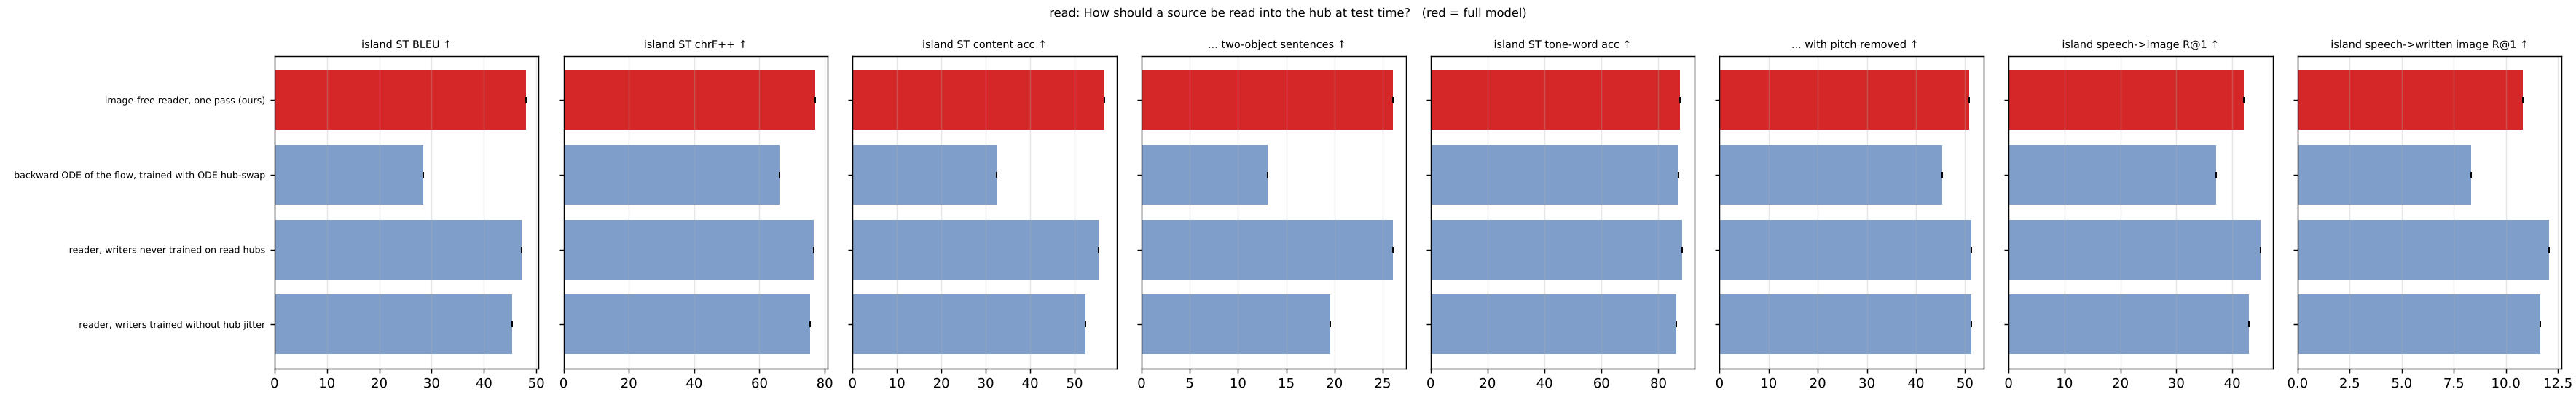 read: How should a source be read into the hub at test time?   (red = full model)
island ST BLEU ↑
island ST chrF++ ↑
island ST content acc ↑
... two-object sentences ↑
island ST tone-word acc ↑
... with pitch removed ↑
island speech->image R@1 ↑
island speech->written image R@1 ↑
image-free reader, one pass (ours)
backward ODE of the flow, trained with ODE hub-swap
reader, writers never trained on read hubs
reader, writers trained without hub jitter
0 10 20 30 40 50
0 20 40 60 80
0 10 20 30 40 50
0 5 10 15 20 25
0 20 40 60 80
0 10 20 30 40 50
0 10 20 30 40
0.0 2.5 5.0 7.5 10.0 12.5